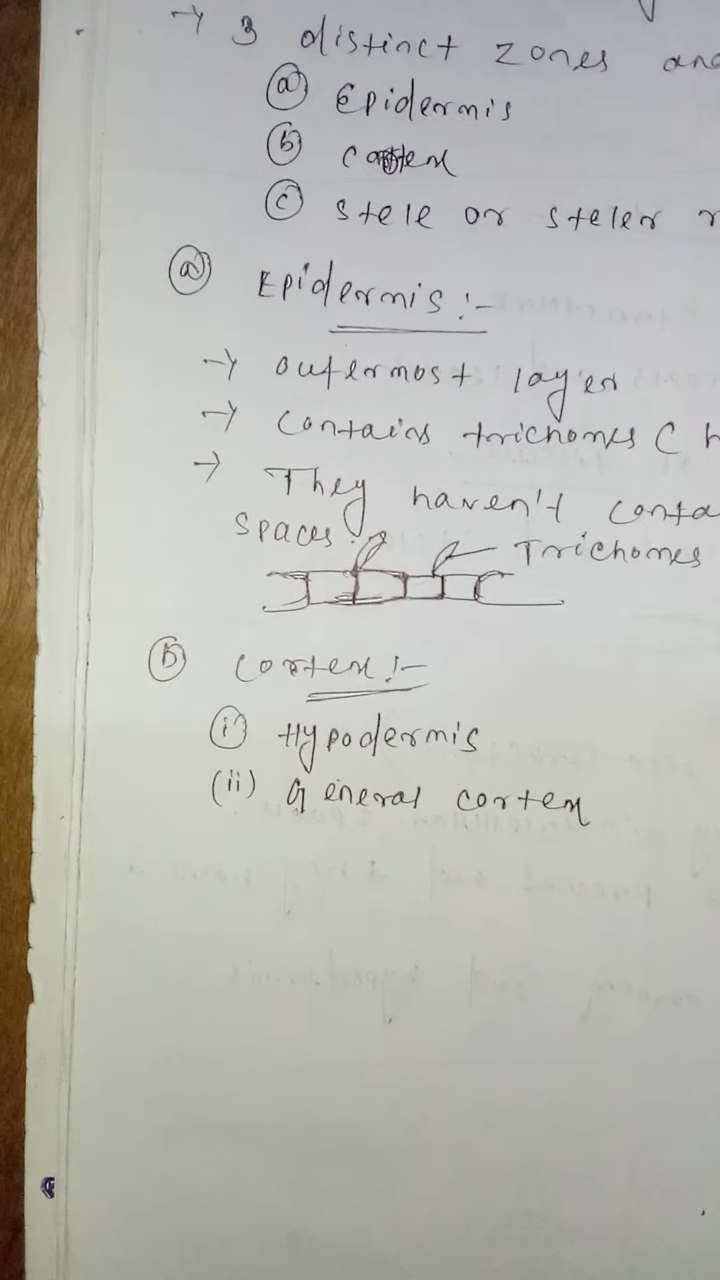 → 3 distinct zones and
(a) Epidermis
(b) Cortex
(c) Stele or steler r
(a) Epidermis :-
→ outermost layer
→ Contains trichomes ( h
→ They haven't conta
spaces.
Trichomes
(b) Cortex :-
(i) Hypodermis
(ii) General cortex